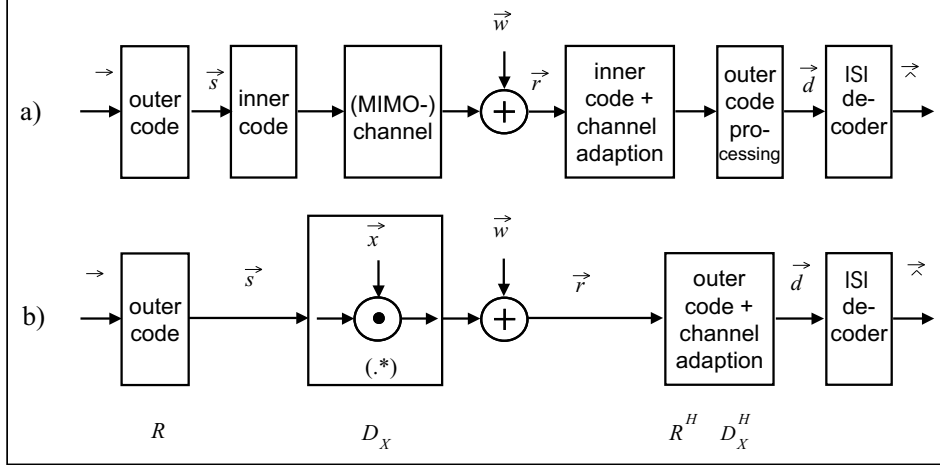 a)
→
outer
code
→
s
inner
code
(MIMO-)
channel
→
w
+
→
r
inner
code +
channel
adaption
outer
code
pro-
cessing
→
d
ISI
de-
coder
→
^
b)
→
outer
code
→
s
→
x
(.*)
→
w
+
→
r
outer
code +
channel
adaption
→
d
ISI
de-
coder
→
^
R
D_X
R^H D_X^H